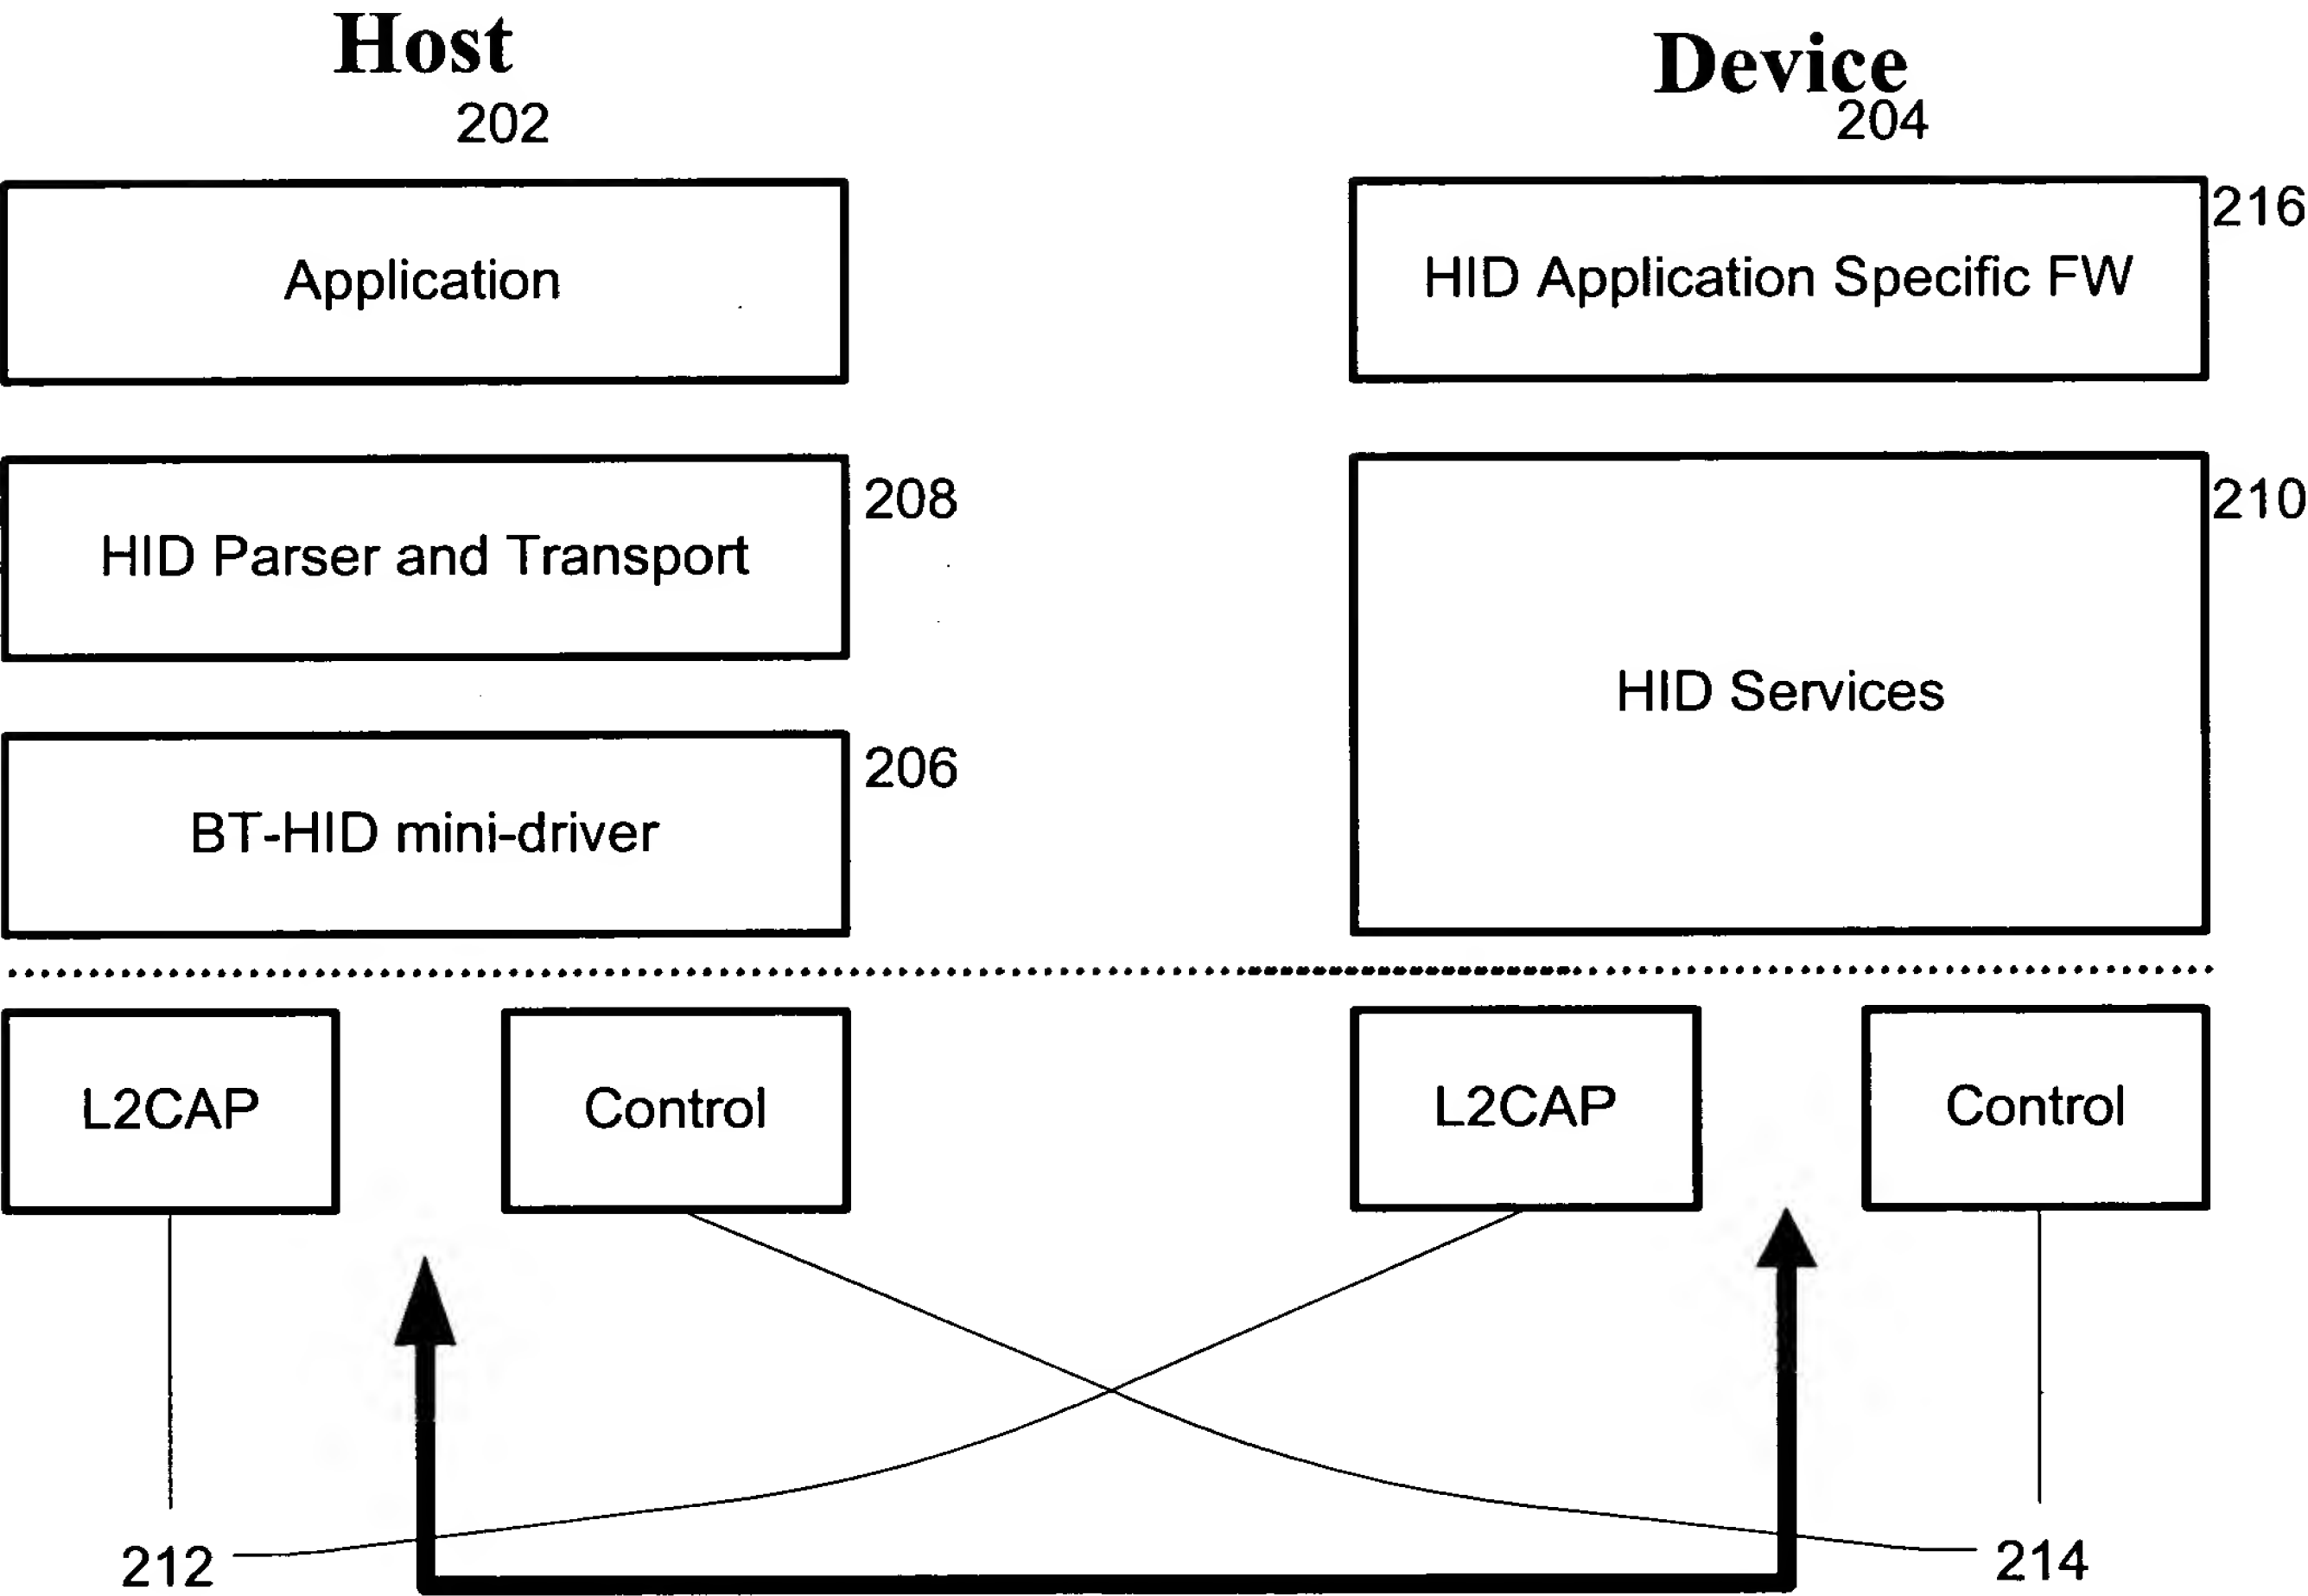 Host
202
Device
204
Application
HID Application Specific FW
216
HID Parser and Transport
208
HID Services
210
BT-HID mini-driver
206
L2CAP
Control
L2CAP
Control
212
214